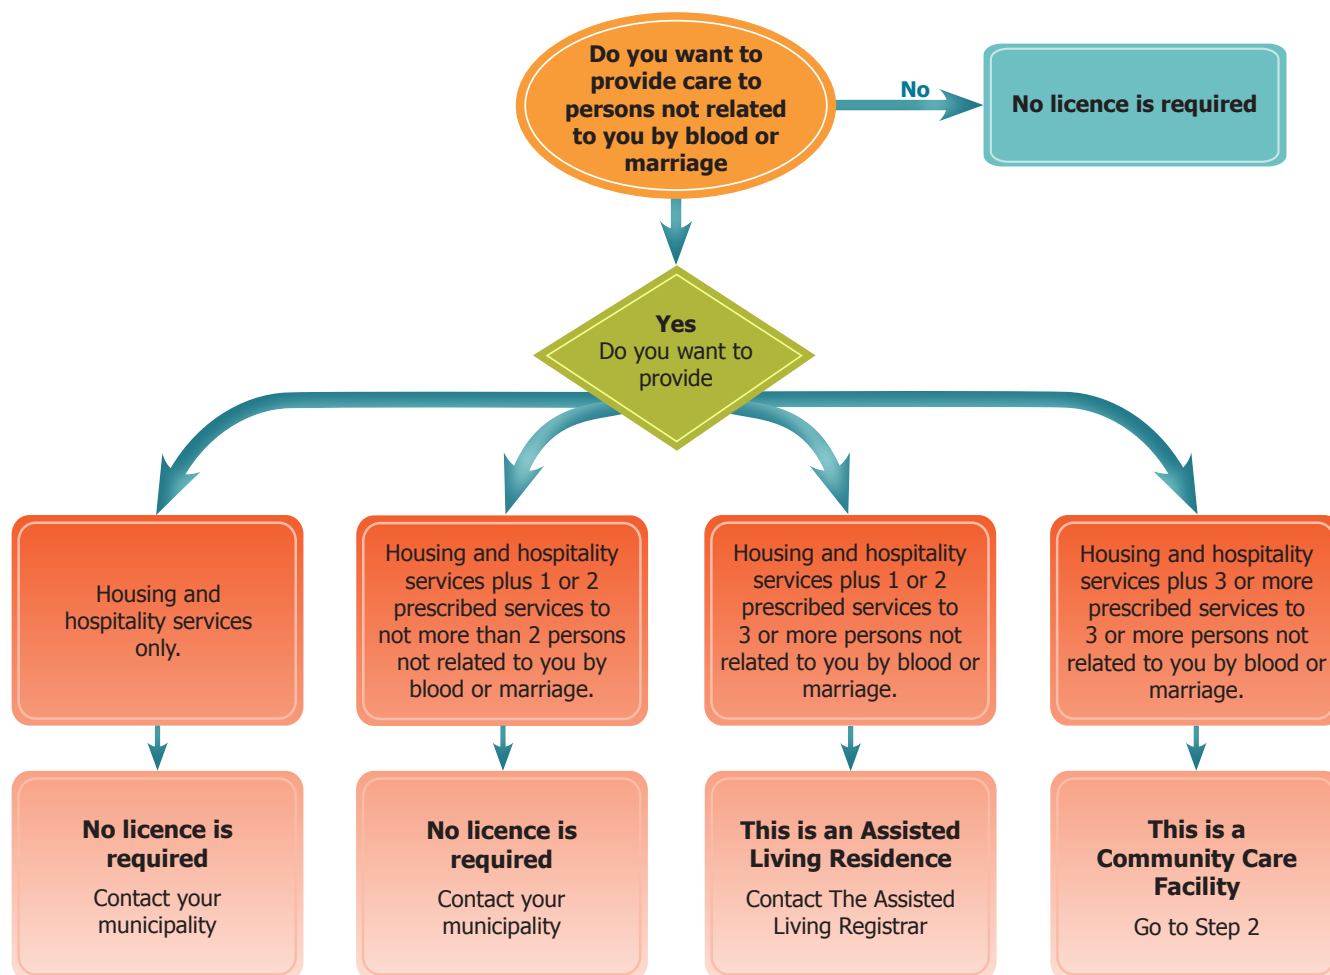 Do you want to
provide care to
persons not related
to you by blood or
marriage
No
No licence is required
Yes
Do you want to
provide
Housing and
hospitality services
only.
Housing and hospitality
services plus 1 or 2
prescribed services to
not more than 2 persons
not related to you by
blood or marriage.
Housing and hospitality
services plus 1 or 2
prescribed services to
3 or more persons not
related to you by blood or
marriage.
Housing and hospitality
services plus 3 or more
prescribed services to
3 or more persons not
related to you by blood or
marriage.
No licence is
required
Contact your
municipality
No licence is
required
Contact your
municipality
This is an Assisted
Living Residence
Contact The Assisted
Living Registrar
This is a
Community Care
Facility
Go to Step 2